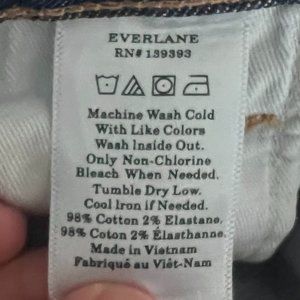 EVERLANE
RN# 139393
Machine Wash Cold
With Like Colors
Wash Inside Out.
Only Non-Chlorine
Bleach When Needed.
Tumble Dry Low.
Cool Iron if Needed.
98% Cotton 2% Elastane.
98% Coton 2% Élasthanne.
Made in Vietnam
Fabriqué au Viêt-Nam